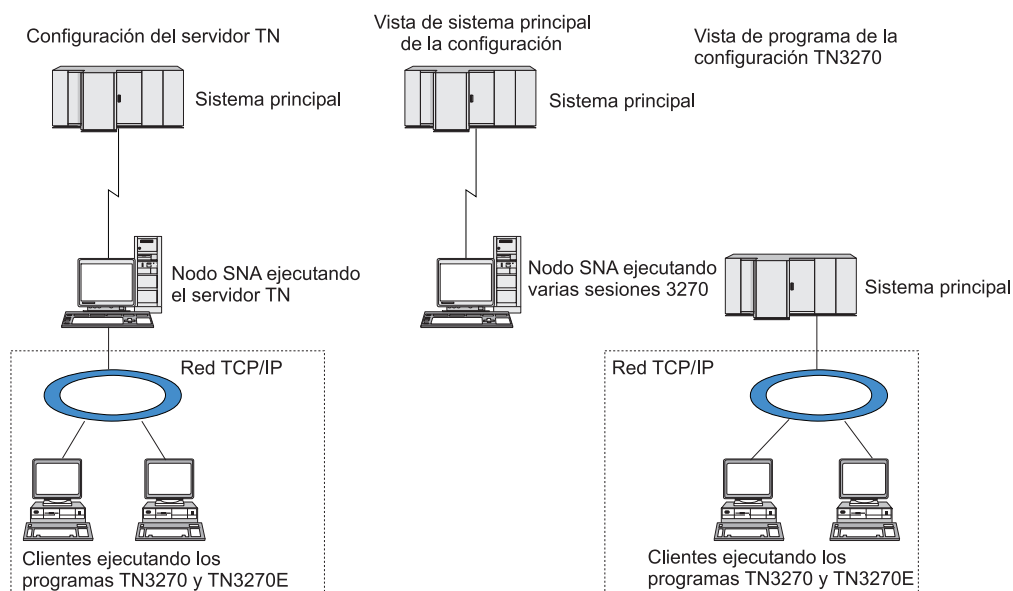 Configuración del servidor TN
Sistema principal
Nodo SNA ejecutando
el servidor TN
Red TCP/IP
Clientes ejecutando los
programas TN3270 y TN3270E
Vista de sistema principal
de la configuración
Sistema principal
Nodo SNA ejecutando
varias sesiones 3270
Vista de programa de la
configuración TN3270
Sistema principal
Red TCP/IP
Clientes ejecutando los
programas TN3270 y TN3270E